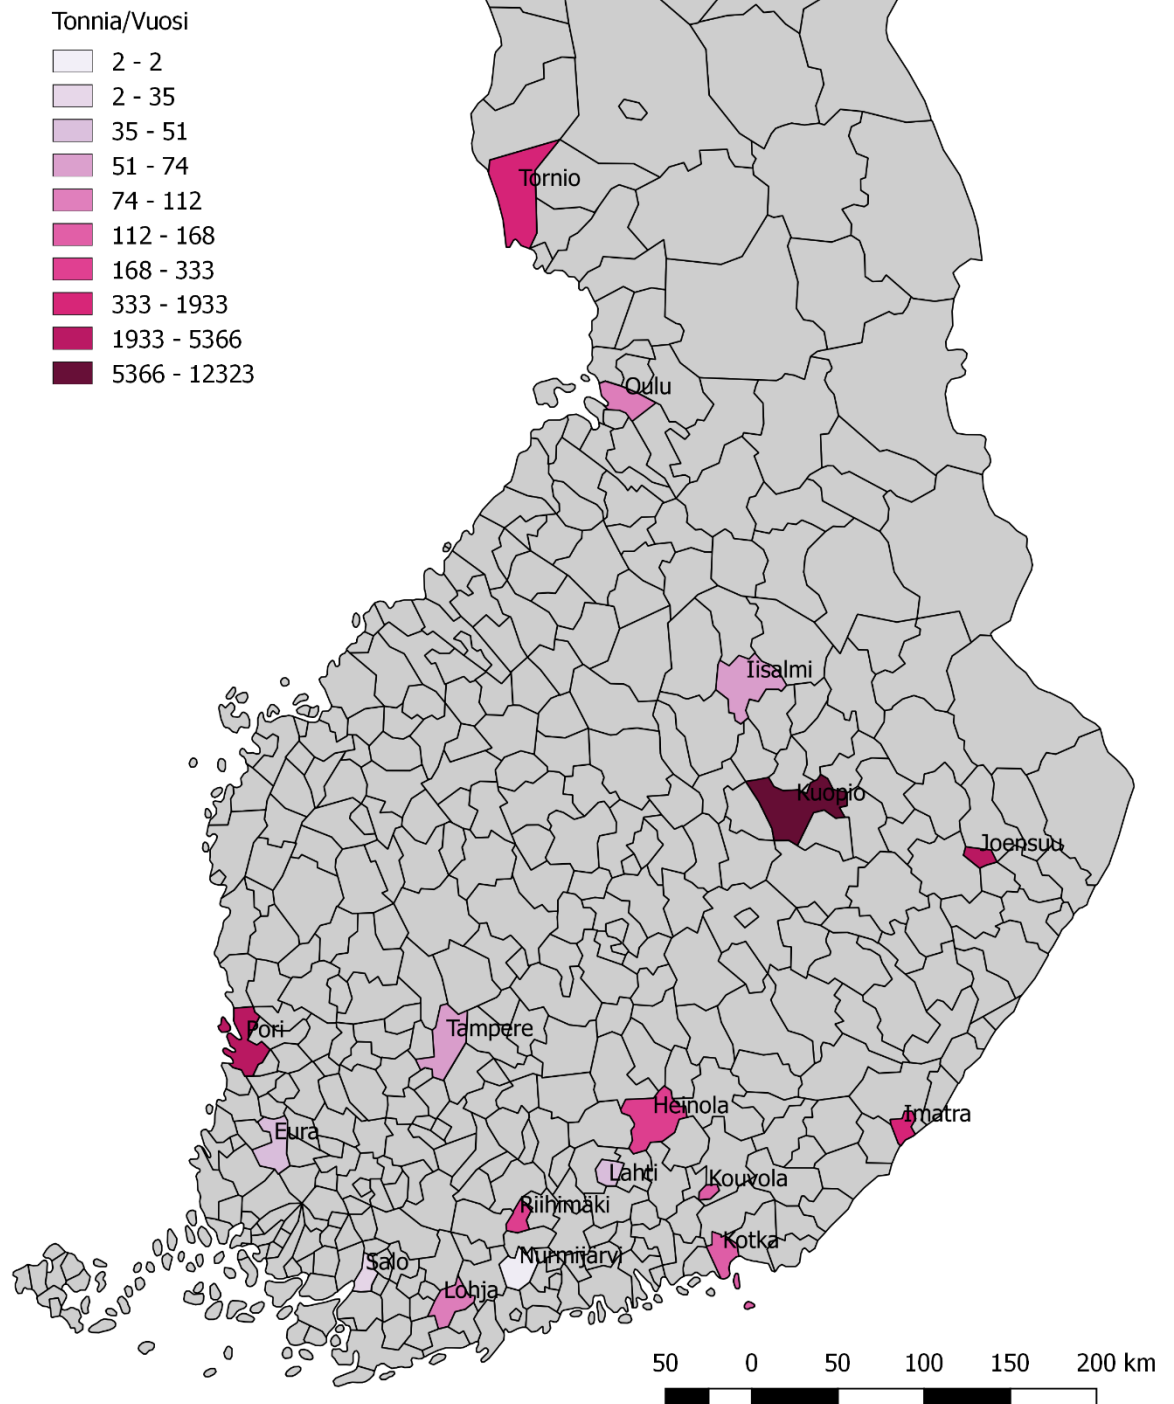 Tonnia/Vuosi
2 - 2
2 - 35
35 - 51
51 - 74
74 - 112
112 - 168
168 - 333
333 - 1933
1933 - 5366
5366 - 12323
Tornio
Oulu
Iisalmi
Kuopio
Joensuu
Pori
Tampere
Heinola
Imatra
Eura
Lahti
Kouvola
Riihimäki
Kotka
Nurmijärvi
Salo
Lohja
50 0 50 100 150 200 km